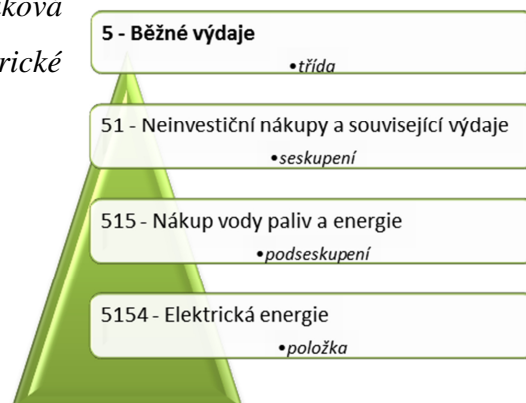 rické
5 - Běžné výdaje
•třída
51 - Neinvestiční nákupy a související výdaje
•seskupení
515 - Nákup vody paliv a energie
•podseskupení
5154 - Elektrická energie
•položka